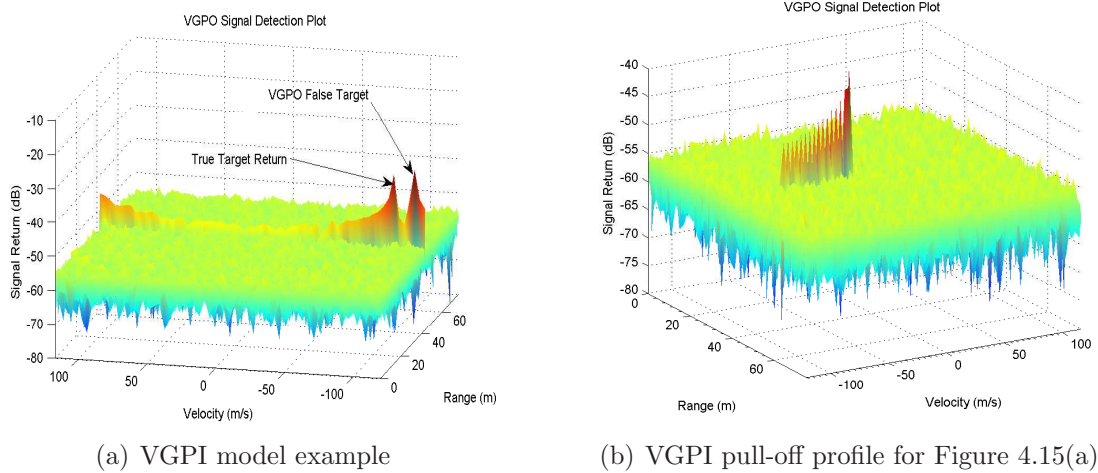 VGPO Signal Detection Plot
VGPO False Target
True Target Return
Signal Return (dB)
-10
-20
-30
-40
-50
-60
-70
-80
100
50
0
-50
-100
Velocity (m/s)
0
20
40
60
Range (m)
(a) VGPI model example
VGPO Signal Detection Plot
Signal Return (dB)
-40
-45
-50
-55
-60
-65
-70
-75
-80
0
20
40
60
Range (m)
-100
-50
0
50
100
Velocity (m/s)
(b) VGPI pull-off profile for Figure 4.15(a)